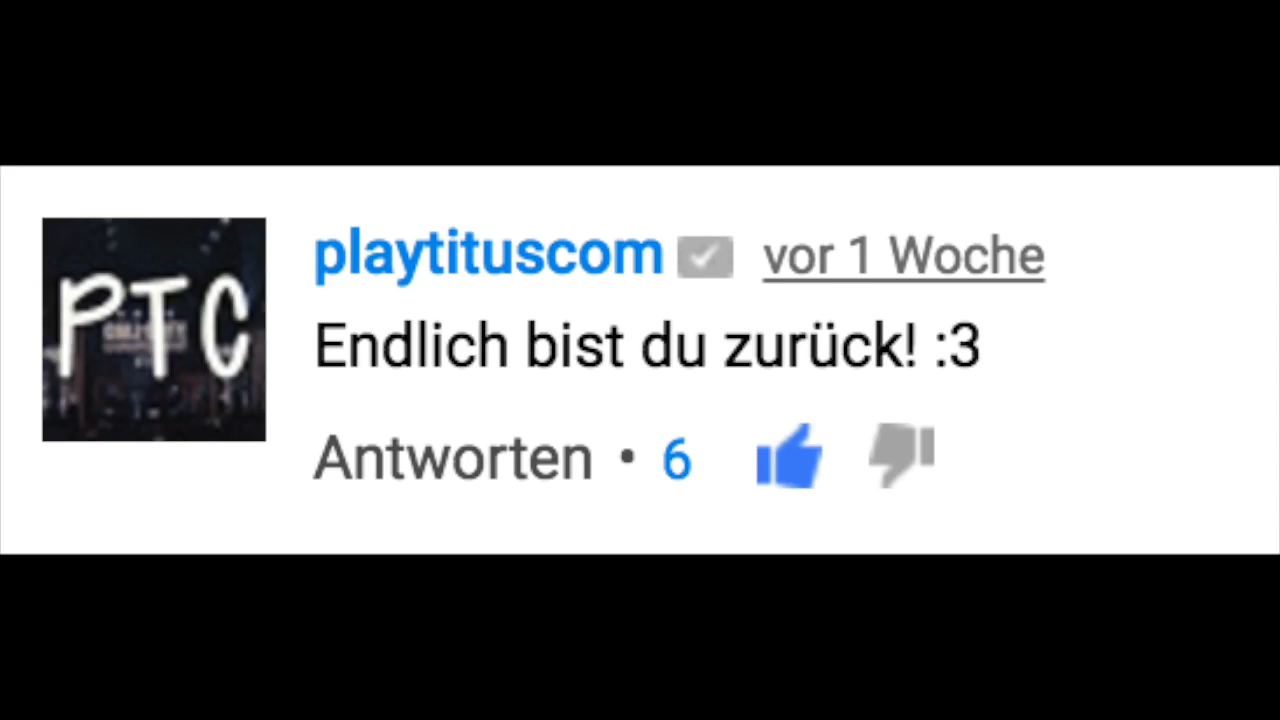 PTC
playtituscom vor 1 Woche
Endlich bist du zurück! :3
Antworten • 6